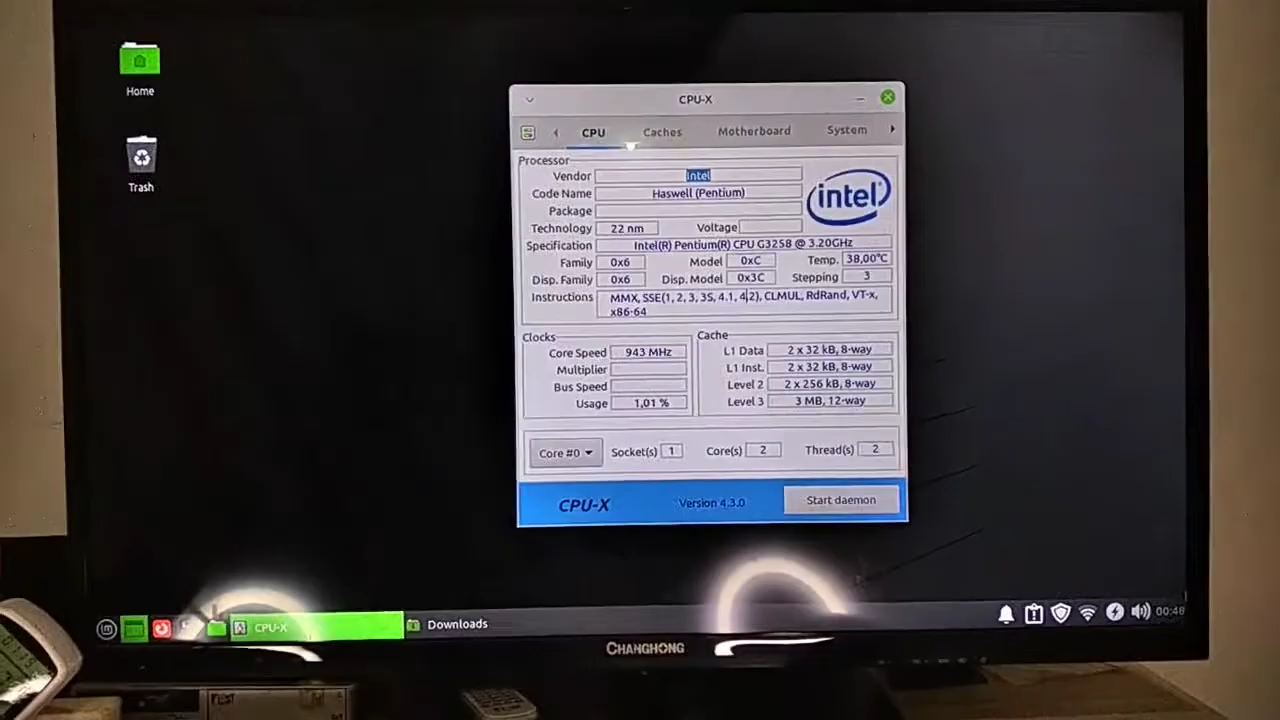 Home
Trash
CPU-X
CPU
Caches
Motherboard
System
Processor
Vendor Intel
Code Name Haswell (Pentium)
intel
Package
Technology 22 nm Voltage
Specification Intel(R) Pentium(R) CPU G3258 @ 3.20GHz
Family 0x6 Model 0xC Temp. 38,00°C
Disp. Family 0x6 Disp. Model 0x3C Stepping 3
Instructions MMX, SSE(1, 2, 3, 3S, 4.1, 4.2), CLMUL, RdRand, VT-x,
x86-64
Clocks
Core Speed 943 MHz
Multiplier
Bus Speed
Usage 1,01 %
Cache
L1 Data 2 x 32 kB, 8-way
L1 Inst. 2 x 32 kB, 8-way
Level 2 2 x 256 kB, 8-way
Level 3 3 MB, 12-way
Core #0 Socket(s) 1 Core(s) 2 Thread(s) 2
CPU-X Version 4.3.0 Start daemon
CPU-X
Downloads
00:48
CHANGHONG